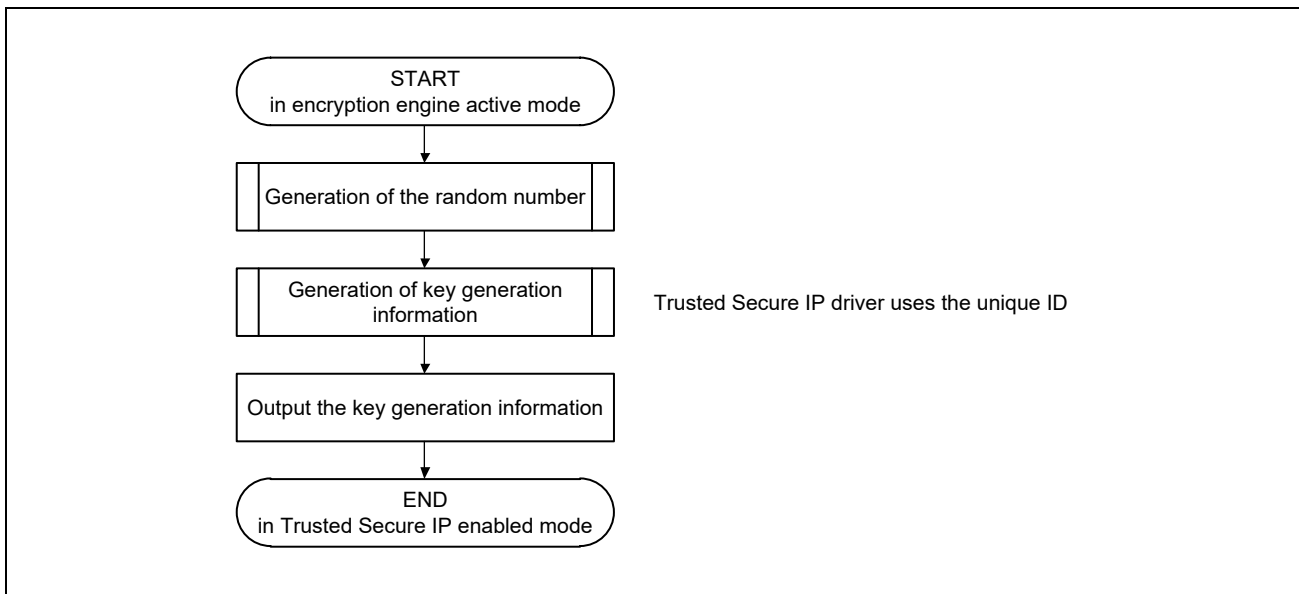 START
in encryption engine active mode
Generation of the random number
Generation of key generation
information
Trusted Secure IP driver uses the unique ID
Output the key generation information
END
in Trusted Secure IP enabled mode